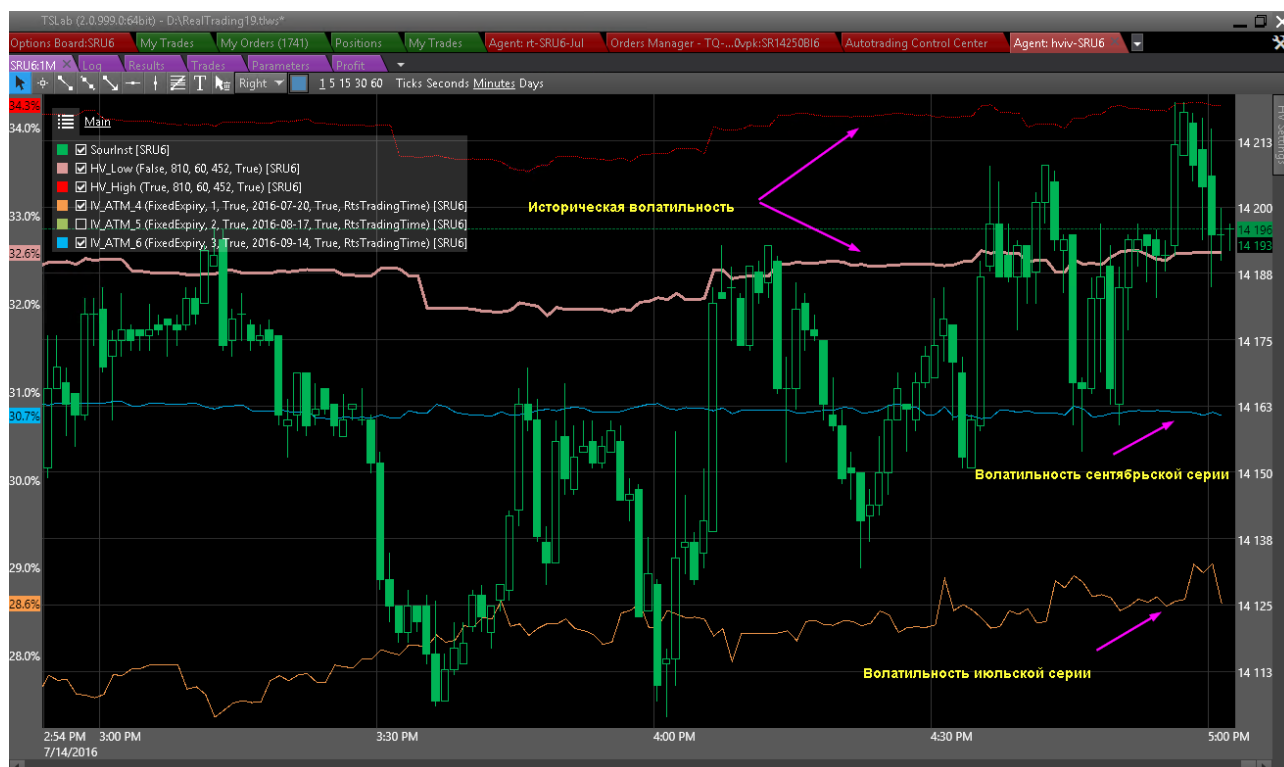 TSLab (2.0.999.0:64bit) - D:\RealTrading19.tlws*
Options Board:SRU6 My Trades My Orders (1741) Positions My Trades Agent: rt-SRU6-Jul Orders Manager - TQ-...0vpk:SR14250BI6 Autotrading Control Center Agent: hviv-SRU6
SRU6:1M Log Results Trades Parameters Profit
Right 1 5 15 30 60 Ticks Seconds Minutes Days
34.3%
34.0%
33.0%
32.6%
32.0%
31.0%
30.7%
30.0%
29.0%
28.6%
28.0%
Main
SourInst [SRU6]
HV_Low (False, 810, 60, 452, True) [SRU6]
HV_High (True, 810, 60, 452, True) [SRU6]
IV_ATM_4 (FixedExpiry, 1, True, 2016-07-20, True, RtsTradingTime) [SRU6]
IV_ATM_5 (FixedExpiry, 2, True, 2016-08-17, True, RtsTradingTime) [SRU6]
IV_ATM_6 (FixedExpiry, 3, True, 2016-09-14, True, RtsTradingTime) [SRU6]
Историческая волатильность
Волатильность сентябрьской серии
Волатильность июльской серии
HV Settings
14 213
14 200
14 196
14 193
14 188
14 175
14 163
14 150
14 138
14 125
14 113
2:54 PM 3:00 PM 3:30 PM 4:00 PM 4:30 PM 5:00 PM
7/14/2016